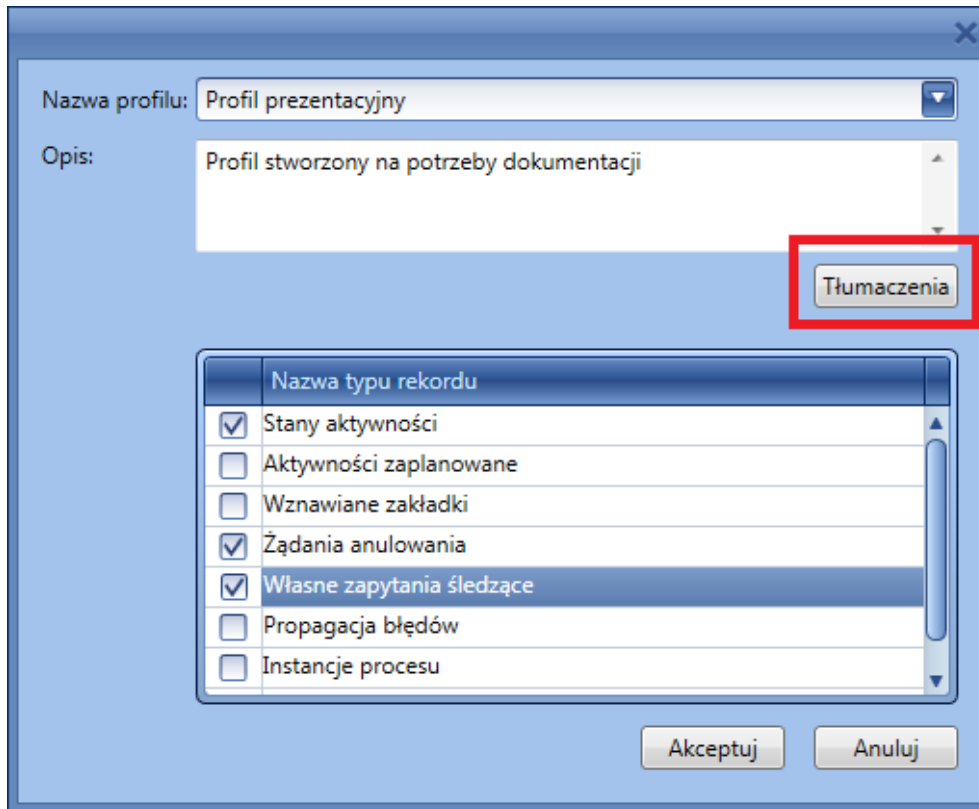 Nazwa profilu: Profil prezentacyjny
Opis: Profil stworzony na potrzeby dokumentacji
Tłumaczenia
Nazwa typu rekordu
Stany aktywności
Aktywności zaplanowane
Wznawiane zakładki
Żądania anulowania
Własne zapytania śledzące
Propagacja błędów
Instancje procesu
Akceptuj Anuluj